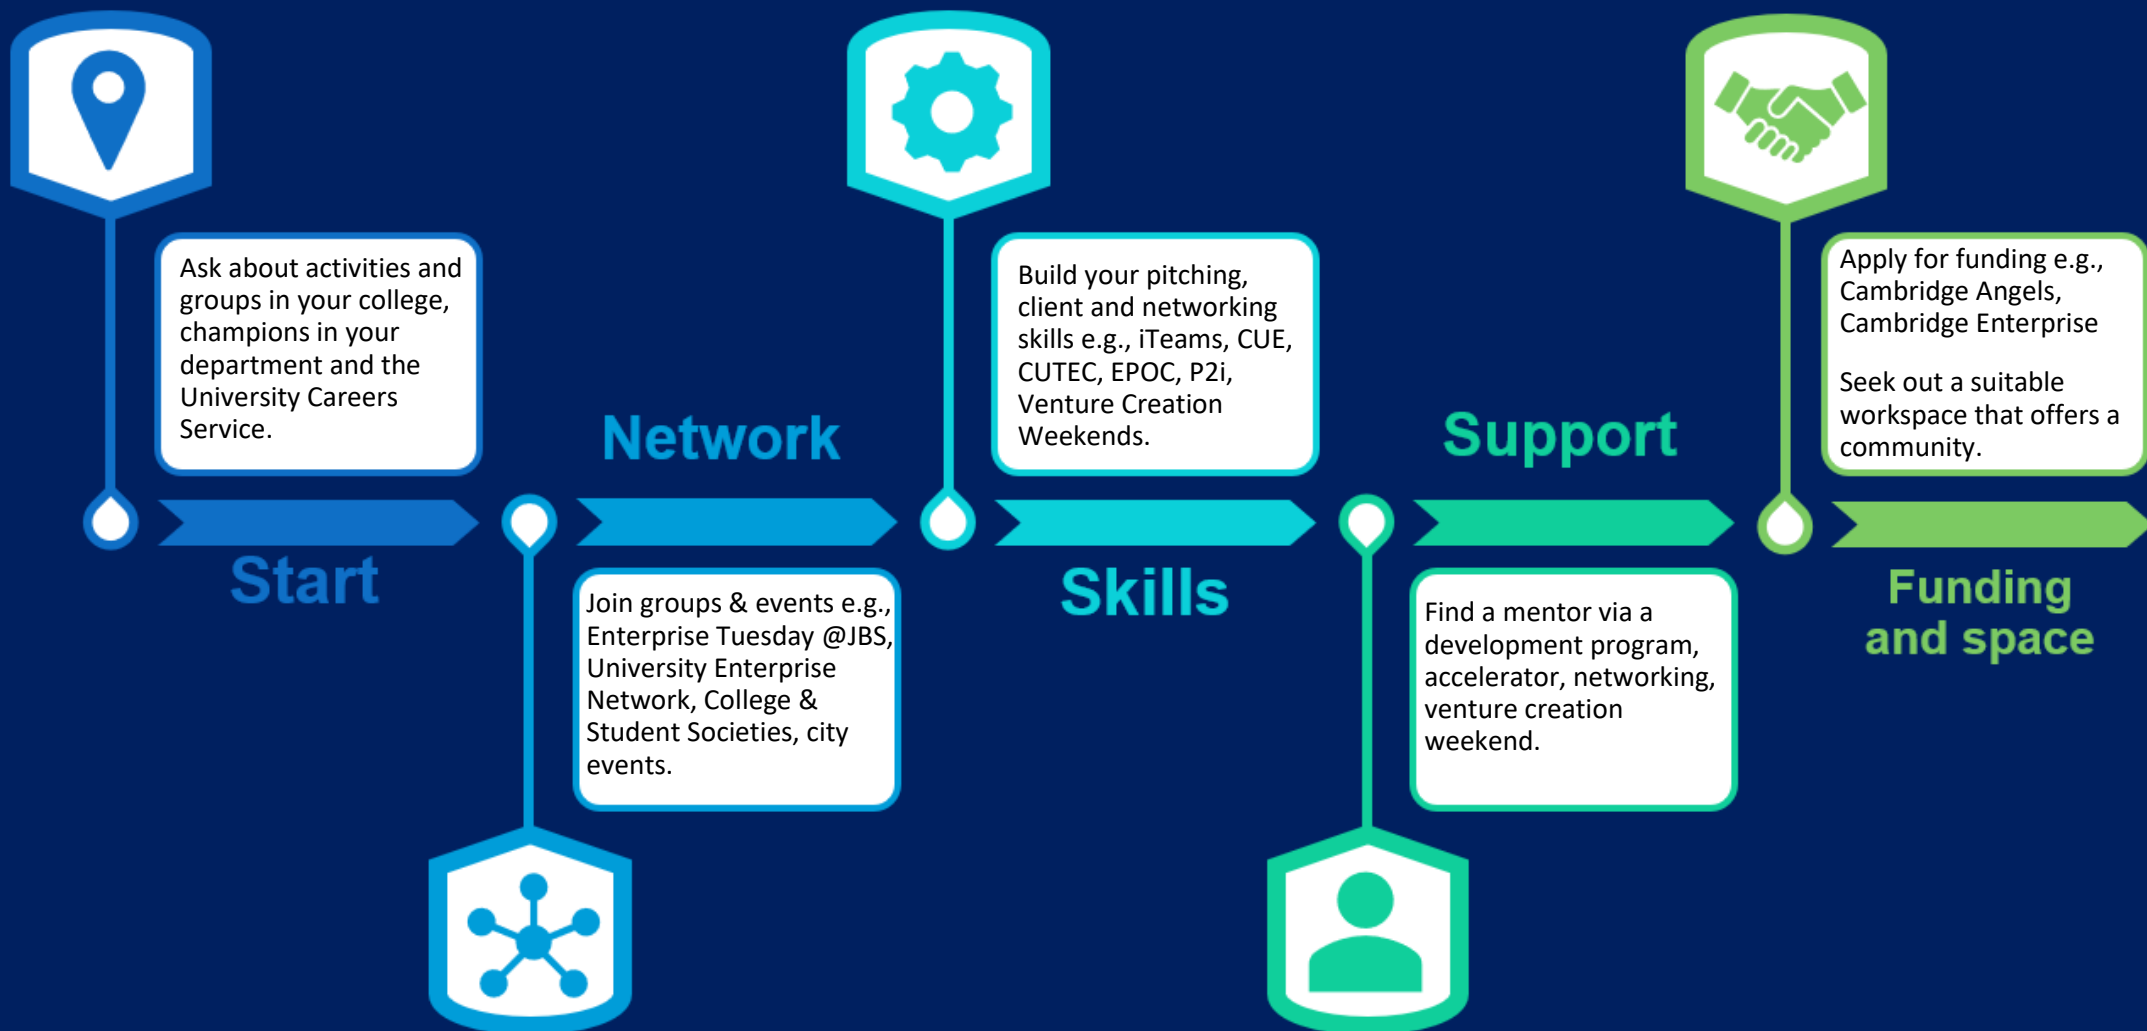 Ask about activities and
groups in your college,
champions in your
department and the
University Careers
Service.
Start
Network
Join groups & events e.g.,
Enterprise Tuesday @JBS,
University Enterprise
Network, College &
Student Societies, city
events.
Build your pitching,
client and networking
skills e.g., iTeams, CUE,
CUTEC, EPOC, P2i,
Venture Creation
Weekends.
Skills
Support
Find a mentor via a
development program,
accelerator, networking,
venture creation
weekend.
Apply for funding e.g.,
Cambridge Angels,
Cambridge Enterprise
Seek out a suitable
workspace that offers a
community.
Funding
and space